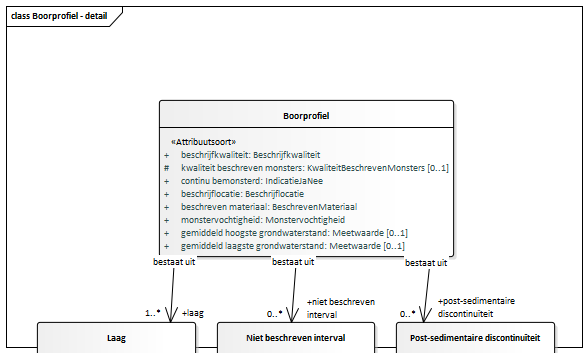 class Boorprofiel - detail
Boorprofiel
«Attribuutsoort»
+ beschrijfkwaliteit: Beschrijfkwaliteit
# kwaliteit beschreven monsters: KwaliteitBeschrevenMonsters [0..1]
+ continu bemonsterd: IndicatieJaNee
+ beschrijflocatie: Beschrijflocatie
+ beschreven materiaal: BeschrevenMateriaal
+ monstervochtigheid: Monstervochtigheid
+ gemiddeld hoogste grondwaterstand: Meetwaarde [0..1]
+ gemiddeld laagste grondwaterstand: Meetwaarde [0..1]
bestaat uit
bestaat uit
bestaat uit
1..* +laag
0..* +niet beschreven
interval
0..* +post-sedimentaire
discontinuïteit
Laag
Niet beschreven interval
Post-sedimentaire discontinuïteit